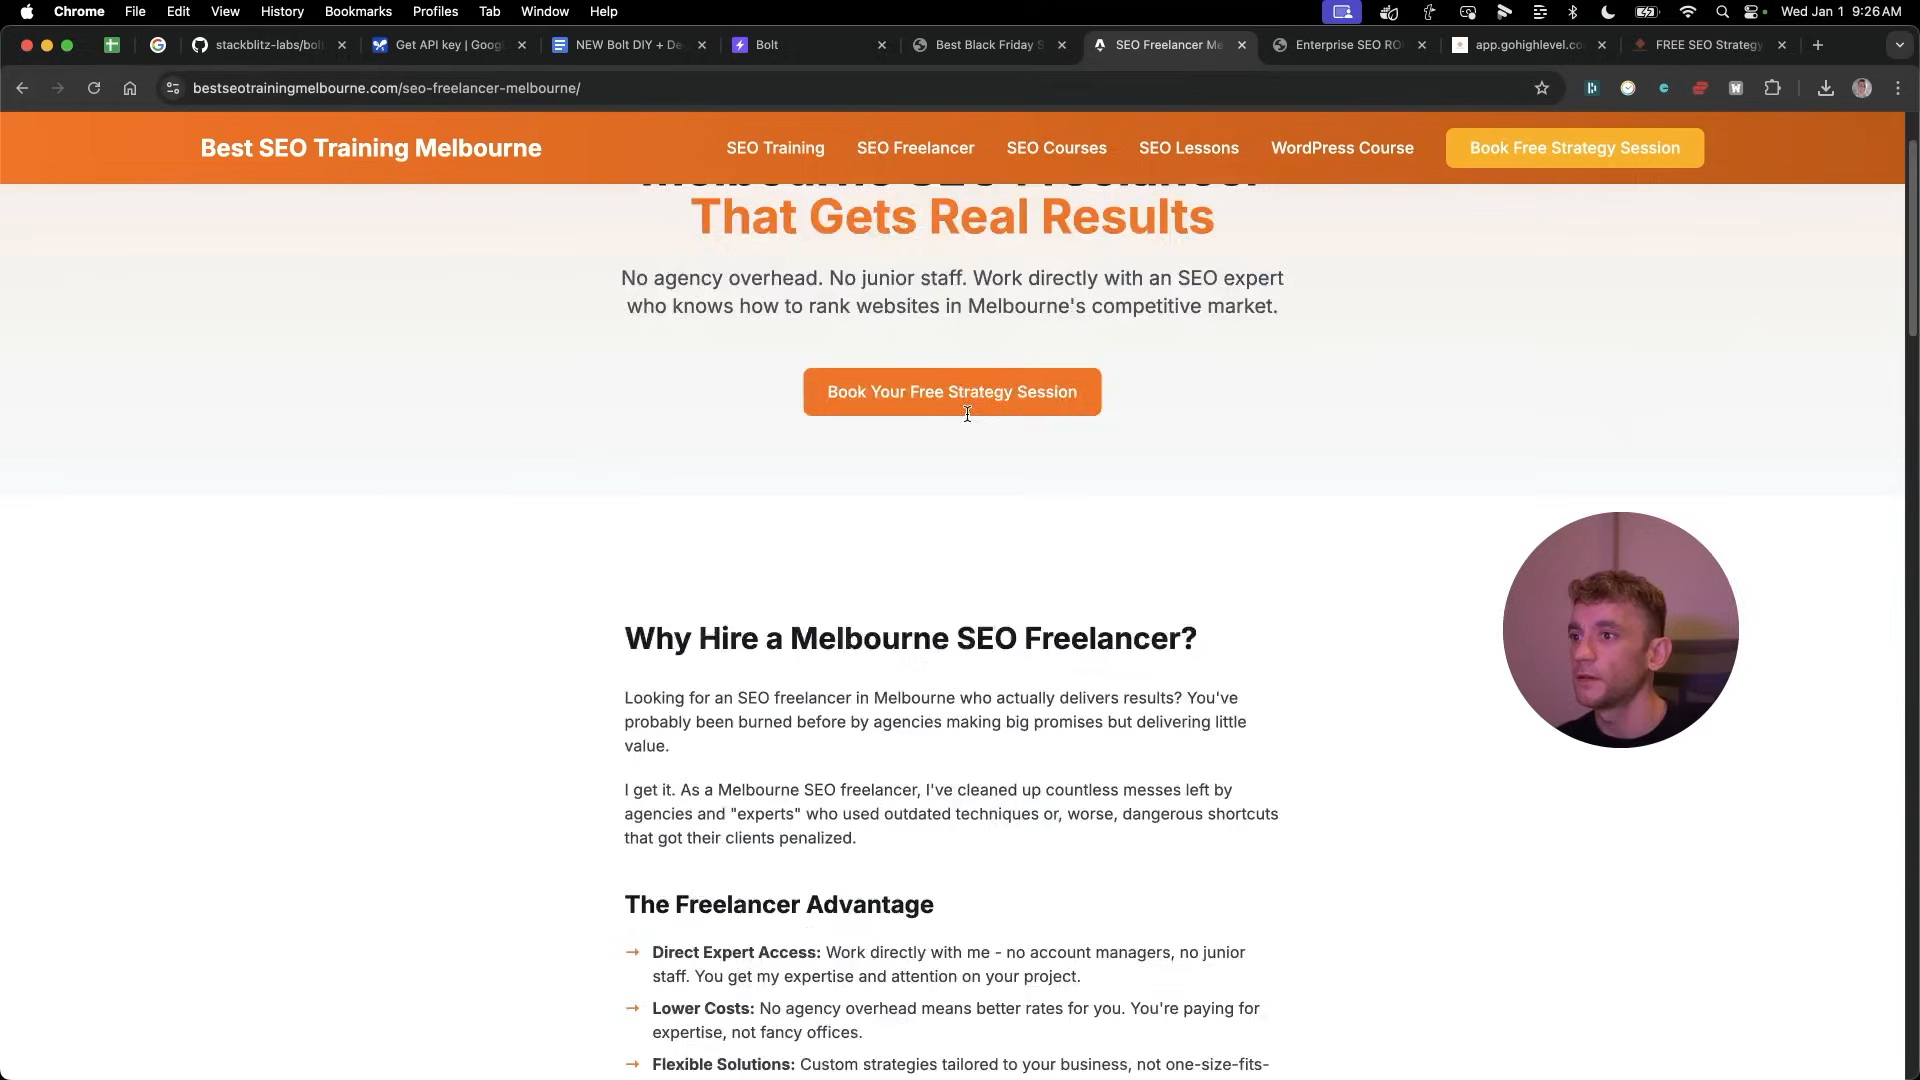 Chrome File Edit View History Bookmarks Profiles Tab Window Help Wed Jan 1 9:26 AM
stackblitz-labs/bol Get API key | Goog NEW Bolt DIY + De Bolt Best Black Friday S SEO Freelancer Me Enterprise SEO RO app.gohighlevel.co FREE SEO Strategy
bestseotrainingmelbourne.com/seo-freelancer-melbourne/
Best SEO Training Melbourne SEO Training SEO Freelancer SEO Courses SEO Lessons WordPress Course Book Free Strategy Session
Melbourne SEO Freelancer
That Gets Real Results
No agency overhead. No junior staff. Work directly with an SEO expert
who knows how to rank websites in Melbourne's competitive market.
Book Your Free Strategy Session
Why Hire a Melbourne SEO Freelancer?
Looking for an SEO freelancer in Melbourne who actually delivers results? You've
probably been burned before by agencies making big promises but delivering little
value.
I get it. As a Melbourne SEO freelancer, I've cleaned up countless messes left by
agencies and "experts" who used outdated techniques or, worse, dangerous shortcuts
that got their clients penalized.
The Freelancer Advantage
→ Direct Expert Access: Work directly with me - no account managers, no junior
staff. You get my expertise and attention on your project.
→ Lower Costs: No agency overhead means better rates for you. You're paying for
expertise, not fancy offices.
→ Flexible Solutions: Custom strategies tailored to your business, not one-size-fits-